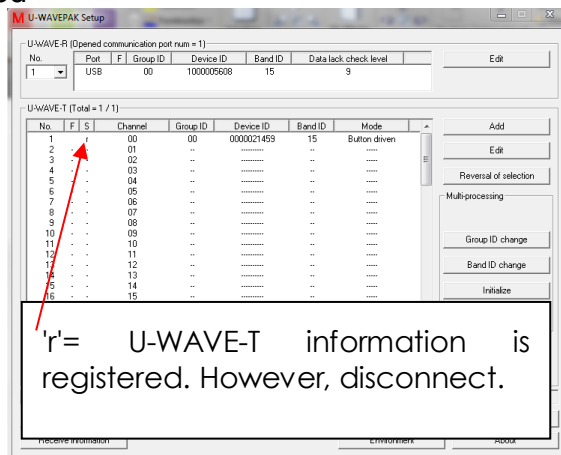 U-WAVEPAK Setup
U-WAVE-R (Opened communication port num = 1)
No. Port F Group ID Device ID Band ID Data lack check level Edit
1 USB 00 1000005608 15 9
U-WAVE-T (Total = 1 / 1)
No. F S Channel Group ID Device ID Band ID Mode Add
1 r 00 00 0000021459 15 Button driven
2 - - 01 -- ---------- -- -----
Edit
3 - - 02 -- ---------- -- -----
4 - - 03 -- ---------- -- -----
Reversal of selection
5 - - 04 -- ---------- -- -----
6 - - 05 -- ---------- -- -----
Multi-processing
7 - - 06 -- ---------- -- -----
8 - - 07 -- ---------- -- -----
9 - - 08 -- ---------- -- -----
10 - - 09 -- ---------- -- -----
Group ID change
11 - - 10 -- ---------- -- -----
12 - - 11 -- ---------- -- -----
13 - - 12 -- ---------- -- -----
Band ID change
14 - - 13 -- ---------- -- -----
15 - - 14 -- ---------- -- -----
Initialize
16 - - 15 -- ---------- -- -----
'r'= U-WAVE-T information is
registered. However, disconnect.
Receive information Environment About